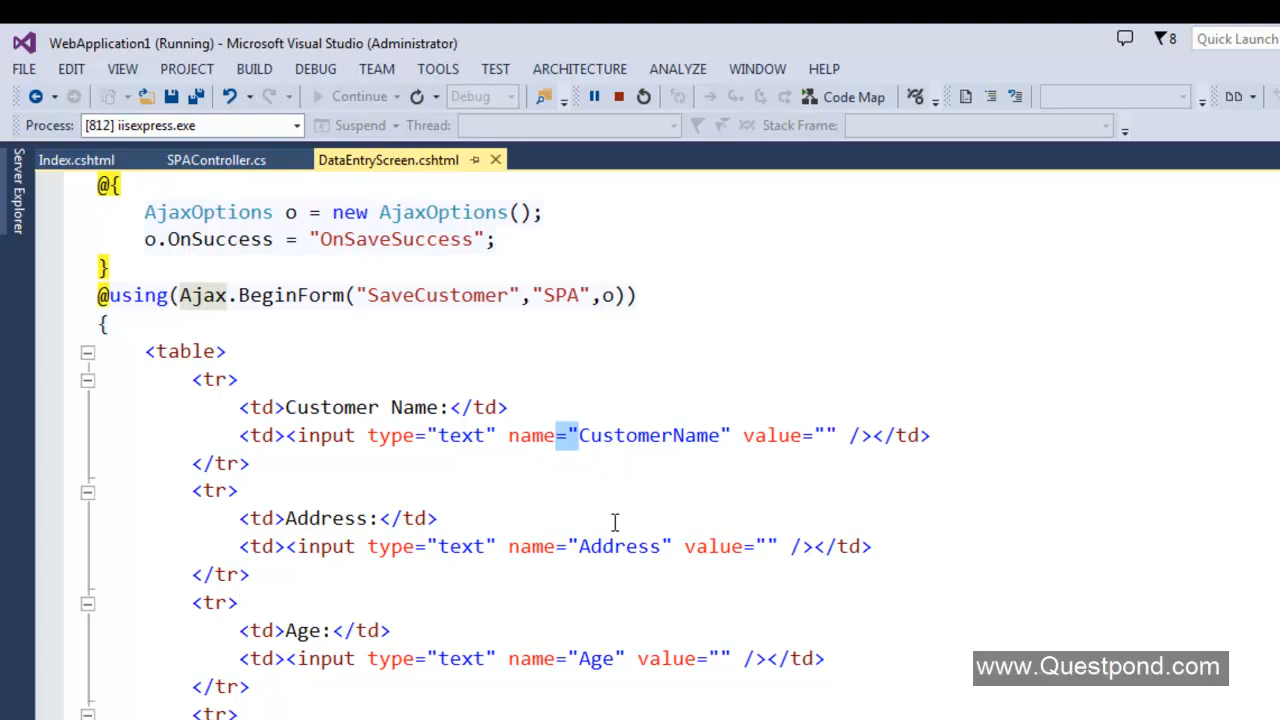 WebApplication1 (Running) - Microsoft Visual Studio (Administrator)
8
Quick Launch
FILE EDIT VIEW PROJECT BUILD DEBUG TEAM TOOLS TEST ARCHITECTURE ANALYZE WINDOW HELP
Continue Debug Code Map DD
Process: [812] iisexpress.exe Suspend Thread: Stack Frame:
Server Explorer
Index.cshtml SPAController.cs DataEntryScreen.cshtml
@{
AjaxOptions o = new AjaxOptions();
o.OnSuccess = "OnSaveSuccess";
}
@using(Ajax.BeginForm("SaveCustomer","SPA",o))
{
<table>
<tr>
<td>Customer Name:</td>
<td><input type="text" name="CustomerName" value="" /></td>
</tr>
<tr>
<td>Address:</td>
<td><input type="text" name="Address" value="" /></td>
</tr>
<tr>
<td>Age:</td>
<td><input type="text" name="Age" value="" /></td>
</tr>
<tr>
www.Questpond.com